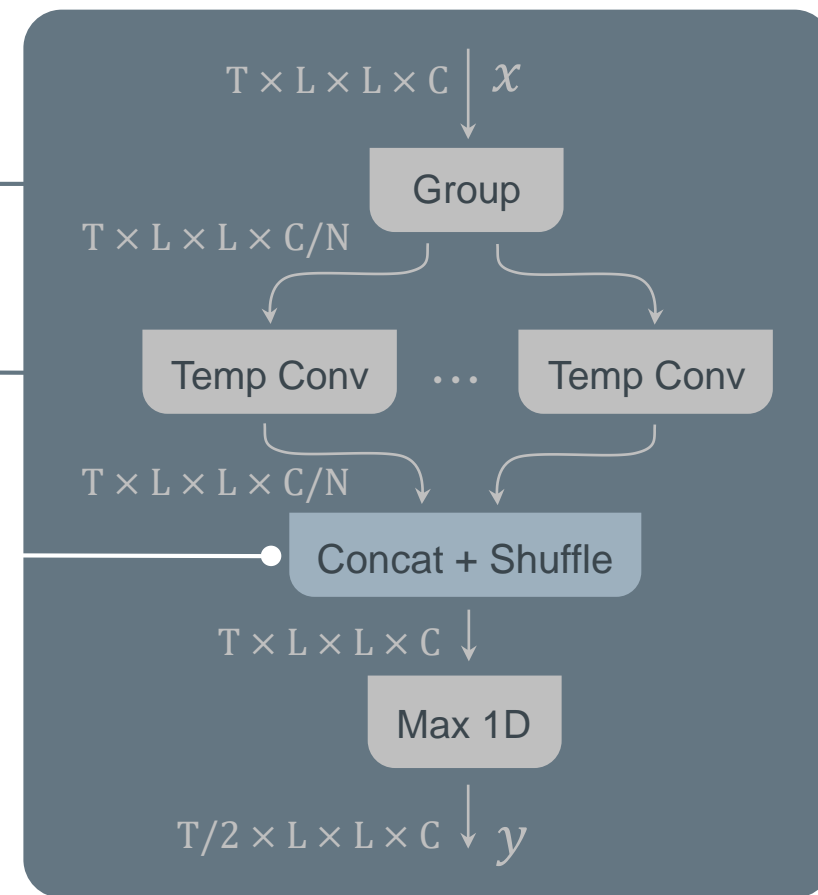 T × L × L × C x
Group
T × L × L × C/N
Temp Conv ... Temp Conv
T × L × L × C/N
Concat + Shuffle
T × L × L × C
Max 1D
T/2 × L × L × C y